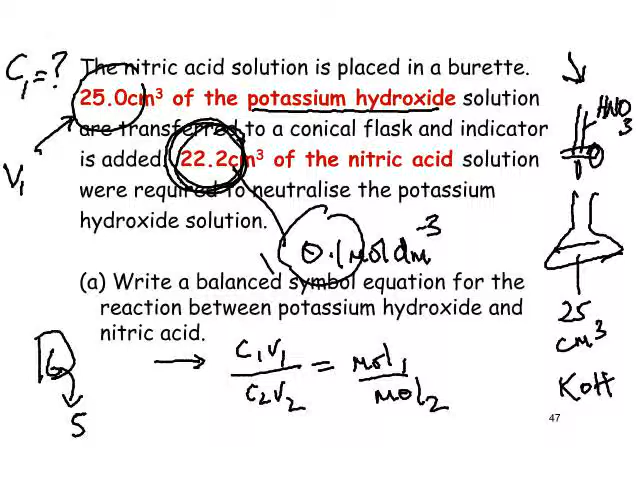 The nitric acid solution is placed in a burette.
25.0cm³ of the potassium hydroxide solution
are transferred to a conical flask and indicator
is added. 22.2cm³ of the nitric acid solution
were required to neutralise the potassium
hydroxide solution.
(a) Write a balanced symbol equation for the
reaction between potassium hydroxide and
nitric acid.
C₁=?
V₁
0.1moldm⁻³
C₁V₁/C₂V₂ = mol₁/mol₂
5
HNO₃
25
cm³
KOH
47